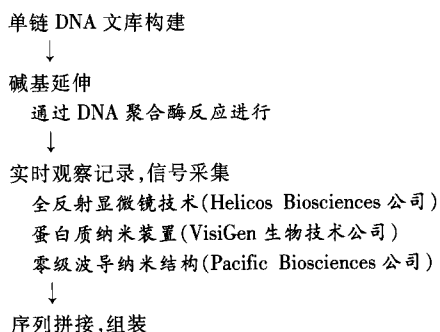 单链 DNA 文库构建
↓
碱基延伸
通过 DNA 聚合酶反应进行
↓
实时观察记录,信号采集
全反射显微镜技术(Helicos Biosciences 公司)
蛋白质纳米装置(VisiGen 生物技术公司)
零级波导纳米结构(Pacific Biosciences 公司)
↓
序列拼接,组装